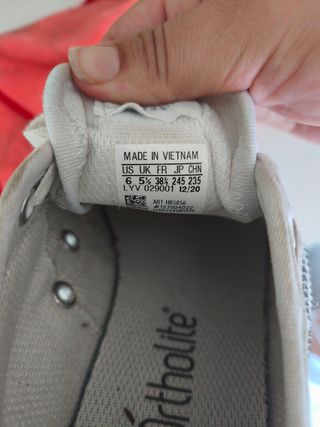 MADE IN VIETNAM
US UK FR JP CHN
6 5½ 38⅔ 245 235
LYV 029001 12/20
ART H05056
ortholite